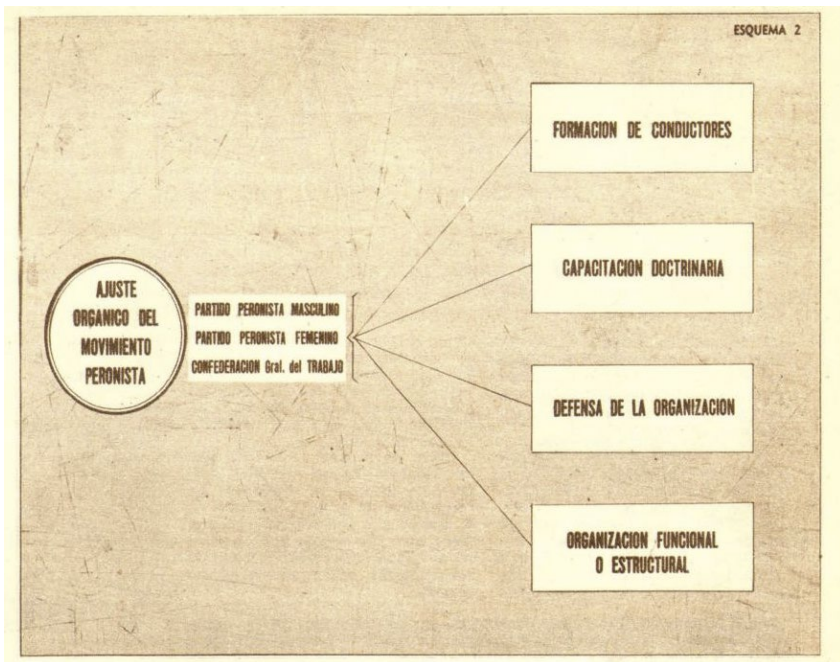 ESQUEMA 2
AJUSTE
ORGANICO DEL
MOVIMIENTO
PERONISTA
PARTIDO PERONISTA MASCULINO
PARTIDO PERONISTA FEMENINO
CONFEDERACION Gral. del TRABAJO
FORMACION DE CONDUCTORES
CAPACITACION DOCTRINARIA
DEFENSA DE LA ORGANIZACION
ORGANIZACION FUNCIONAL
O ESTRUCTURAL